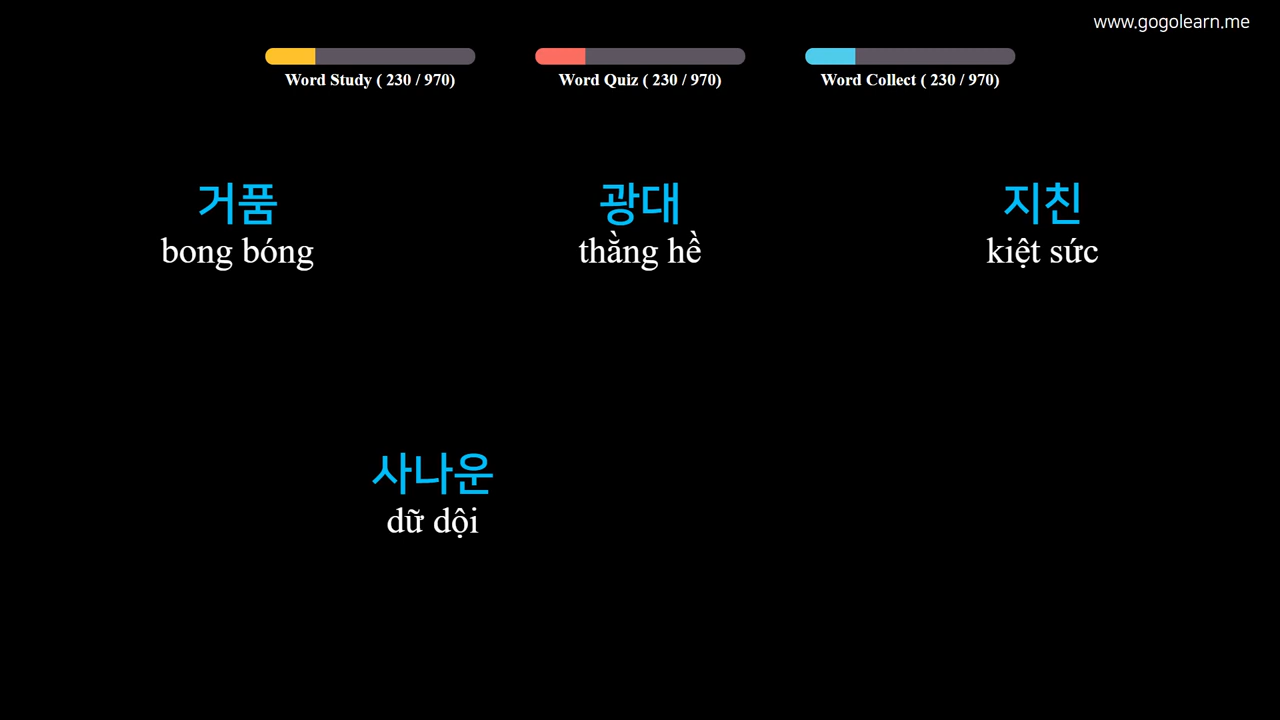 www.gogolearn.me
Word Study ( 230 / 970)
Word Quiz ( 230 / 970)
Word Collect ( 230 / 970)
거품
bong bóng
광대
thằng hề
지친
kiệt sức
사나운
dữ dội